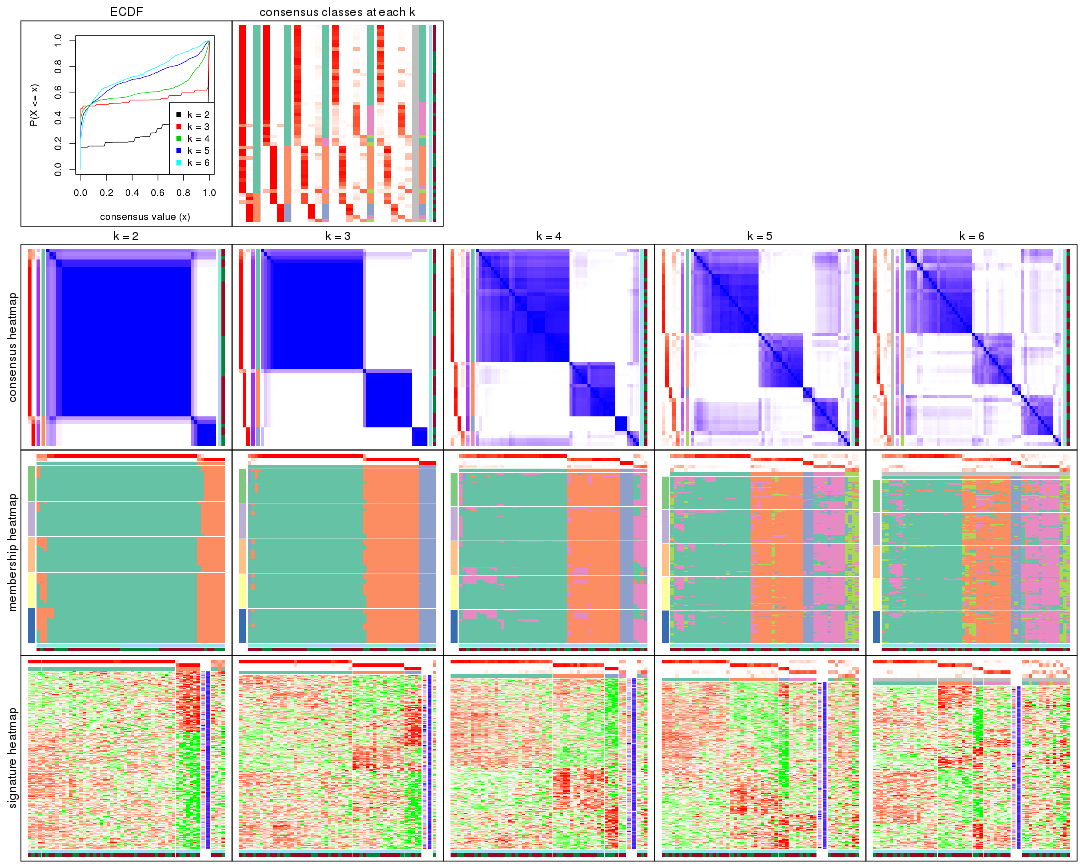 ECDF
consensus classes at each k
P(X <= x)
0.0
0.2
0.4
0.6
0.8
1.0
k = 2
k = 3
k = 4
k = 5
k = 6
0.0 0.2 0.4 0.6 0.8 1.0
consensus value (x)
k = 2
k = 3
k = 4
k = 5
k = 6
consensus heatmap
membership heatmap
signature heatmap